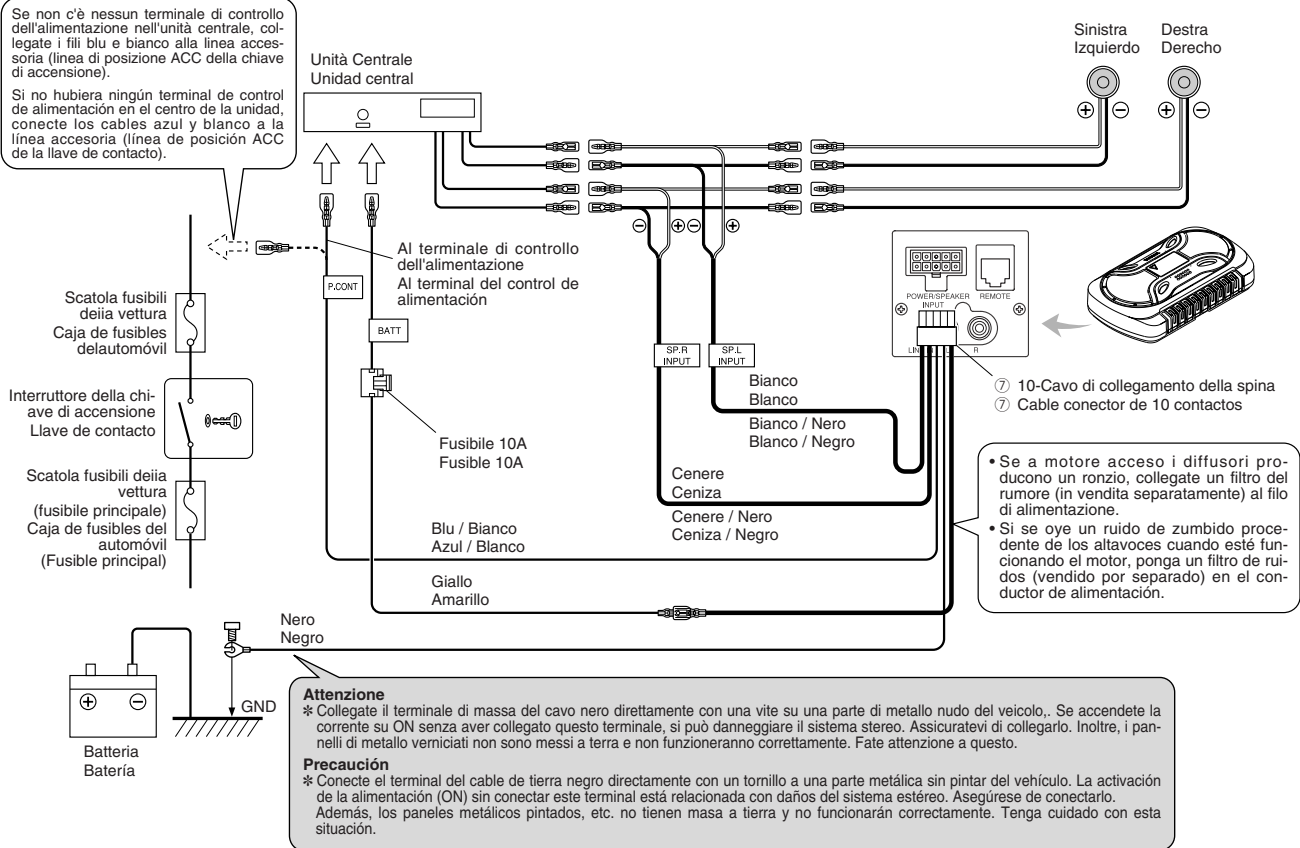 Se non c'è nessun terminale di controllo
dell'alimentazione nell'unità centrale, col-
legate i fili blu e bianco alla linea acces-
soria (linea di posizione ACC della chiave
di accensione).
Si no hubiera ningún terminal de control
de alimentación en el centro de la unidad,
conecte los cables azul y blanco a la
línea accesoria (línea de posición ACC
de la llave de contacto).
Unità Centrale
Unidad central
Sinistra
Izquierdo
Destra
Derecho
⊕ ⊖ ⊕ ⊖
⊖ ⊕ ⊖ ⊕
Al terminale di controllo
dell'alimentazione
Al terminal del control de
alimentación
P.CONT
BATT
Scatola fusibili
deiia vettura
Caja de fusibles
delautomóvil
Interruttore della chi-
ave di accensione
Llave de contacto
Scatola fusibili deiia
vettura
(fusibile principale)
Caja de fusibles del
automóvil
(Fusible principal)
Fusibile 10A
Fusible 10A
SP.R
INPUT
SP.L
INPUT
POWER/SPEAKER
INPUT
REMOTE
LIN
R
⑦ 10-Cavo di collegamento della spina
⑦ Cable conector de 10 contactos
Bianco
Blanco
Bianco / Nero
Blanco / Negro
Cenere
Ceniza
Cenere / Nero
Ceniza / Negro
Blu / Bianco
Azul / Blanco
Giallo
Amarillo
• Se a motore acceso i diffusori pro-
ducono un ronzio, collegate un filtro del
rumore (in vendita separatamente) al filo
di alimentazione.
• Si se oye un ruido de zumbido proce-
dente de los altavoces cuando esté fun-
cionando el motor, ponga un filtro de rui-
dos (vendido por separado) en el con-
ductor de alimentación.
Nero
Negro
⊕ ⊖
GND
Batteria
Batería
Attenzione
✻ Collegate il terminale di massa del cavo nero direttamente con una vite su una parte di metallo nudo del veicolo,. Se accendete la
corrente su ON senza aver collegato questo terminale, si può danneggiare il sistema stereo. Assicuratevi di collegarlo. Inoltre, i pan-
nelli di metallo verniciati non sono messi a terra e non funzioneranno correttamente. Fate attenzione a questo.
Precaución
✻ Conecte el terminal del cable de tierra negro directamente con un tornillo a una parte metálica sin pintar del vehículo. La activación
de la alimentación (ON) sin conectar este terminal está relacionada con daños del sistema estéreo. Asegúrese de conectarlo.
Además, los paneles metálicos pintados, etc. no tienen masa a tierra y no funcionarán correctamente. Tenga cuidado con esta
situación.